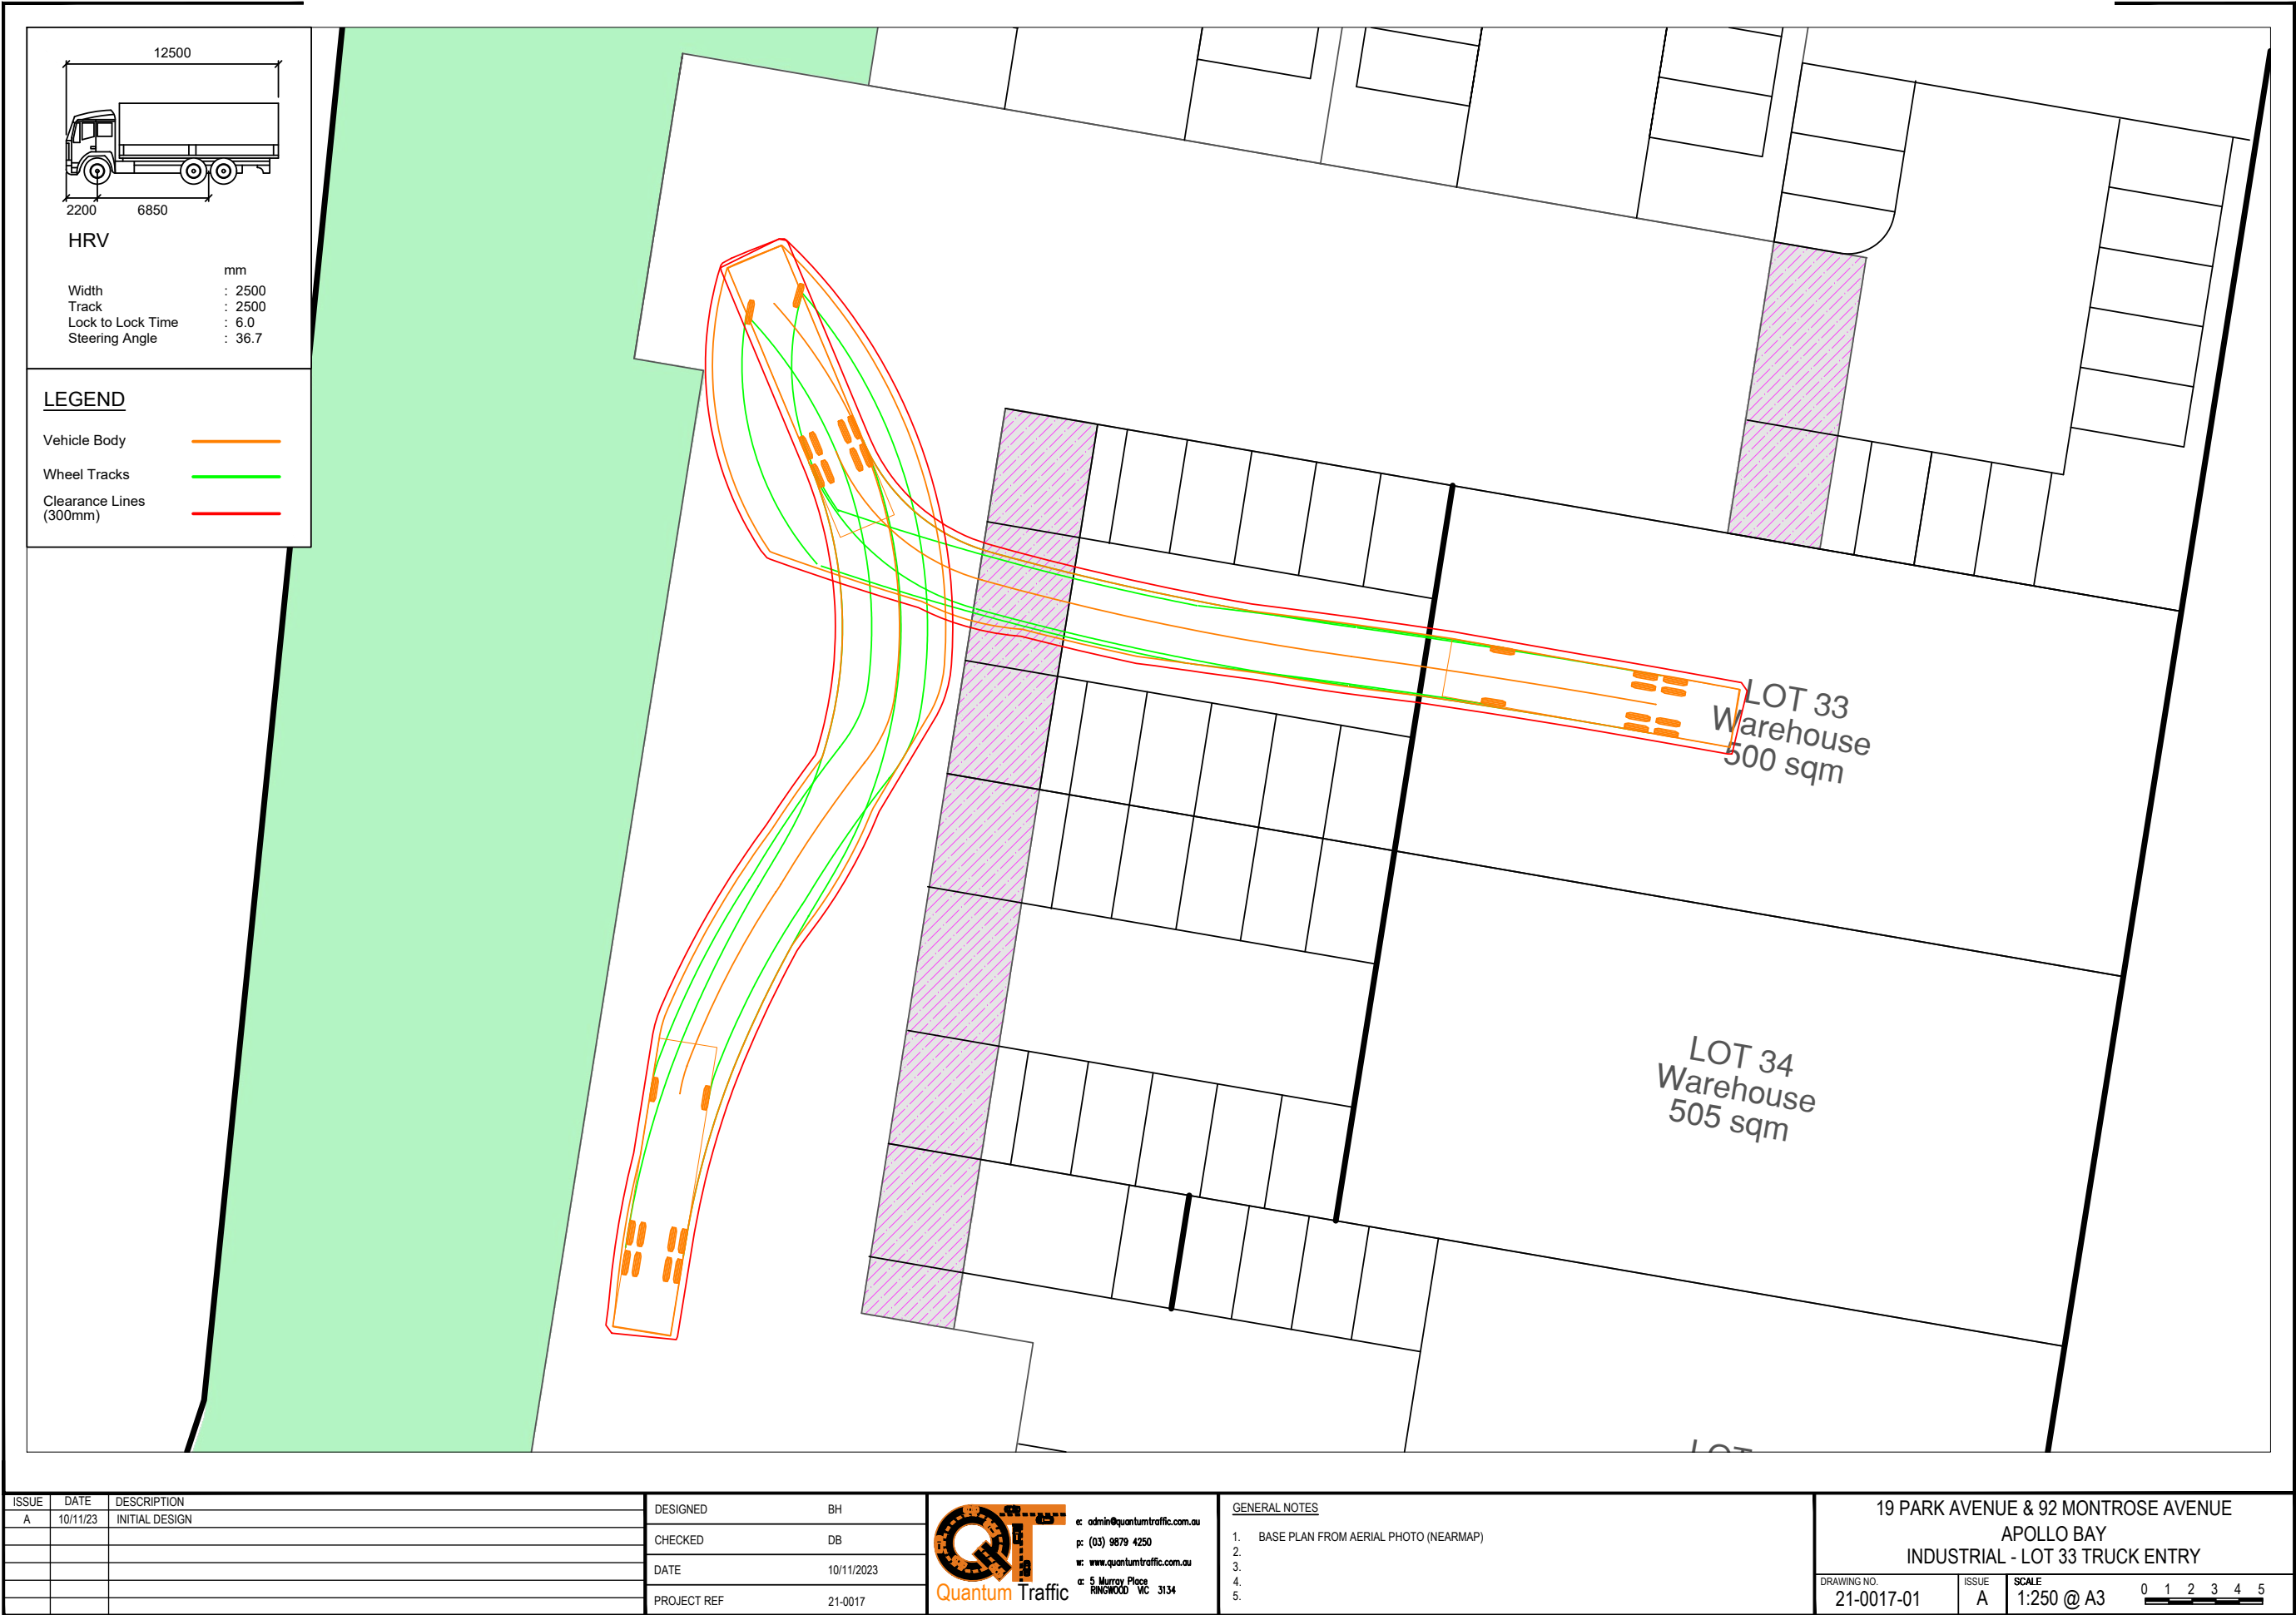 12500
2200 6850
HRV
mm
Width : 2500
Track : 2500
Lock to Lock Time : 6.0
Steering Angle : 36.7
LEGEND
Vehicle Body
Wheel Tracks
Clearance Lines
(300mm)
LOT 33
Warehouse
500 sqm
LOT 34
Warehouse
505 sqm
LOT
ISSUE DATE DESCRIPTION
A 10/11/23 INITIAL DESIGN
DESIGNED BH
CHECKED DB
DATE 10/11/2023
PROJECT REF 21-0017
QT
Quantum Traffic
e: admin@quantumtraffic.com.au
p: (03) 9879 4250
w: www.quantumtraffic.com.au
a: 5 Murray Place
RINGWOOD VIC 3134
GENERAL NOTES
1. BASE PLAN FROM AERIAL PHOTO (NEARMAP)
2.
3.
4.
5.
19 PARK AVENUE & 92 MONTROSE AVENUE
APOLLO BAY
INDUSTRIAL - LOT 33 TRUCK ENTRY
DRAWING NO.
21-0017-01
ISSUE
A
SCALE
1:250 @ A3
0 1 2 3 4 5